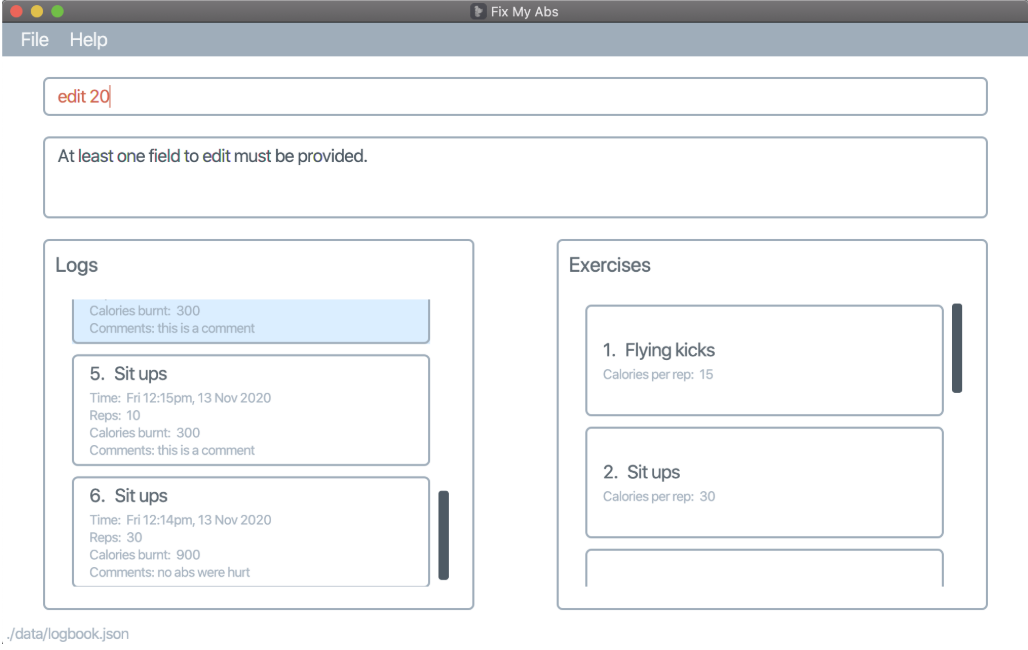 Fix My Abs
File Help
edit 20
At least one field to edit must be provided.
Logs
Calories burnt: 300
Comments: this is a comment
5. Sit ups
Time: Fri 12:15pm, 13 Nov 2020
Reps: 10
Calories burnt: 300
Comments: this is a comment
6. Sit ups
Time: Fri 12:14pm, 13 Nov 2020
Reps: 30
Calories burnt: 900
Comments: no abs were hurt
Exercises
1. Flying kicks
Calories per rep: 15
2. Sit ups
Calories per rep: 30
./data/logbook.json